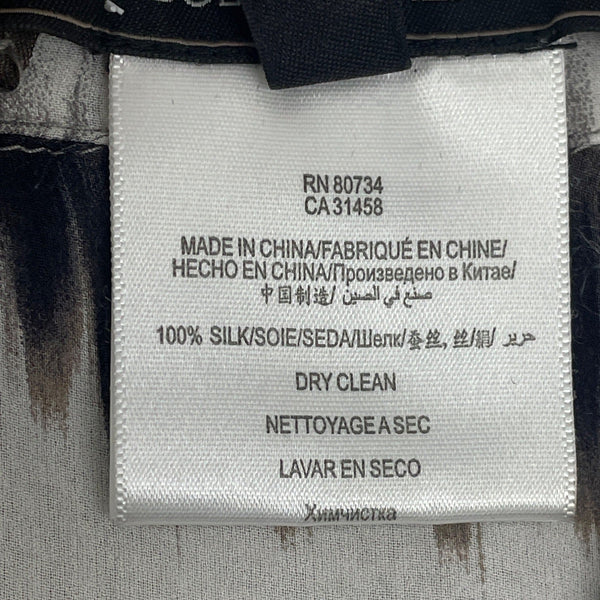 RN 80734
CA 31458
MADE IN CHINA/FABRIQUÉ EN CHINE/
HECHO EN CHINA/Произведено в Китае/
中国制造/ صنع في الصين/
100% SILK/SOIE/SEDA/Шелк/蚕丝, 丝/絹/ حرير
DRY CLEAN
NETTOYAGE A SEC
LAVAR EN SECO
Химчистка